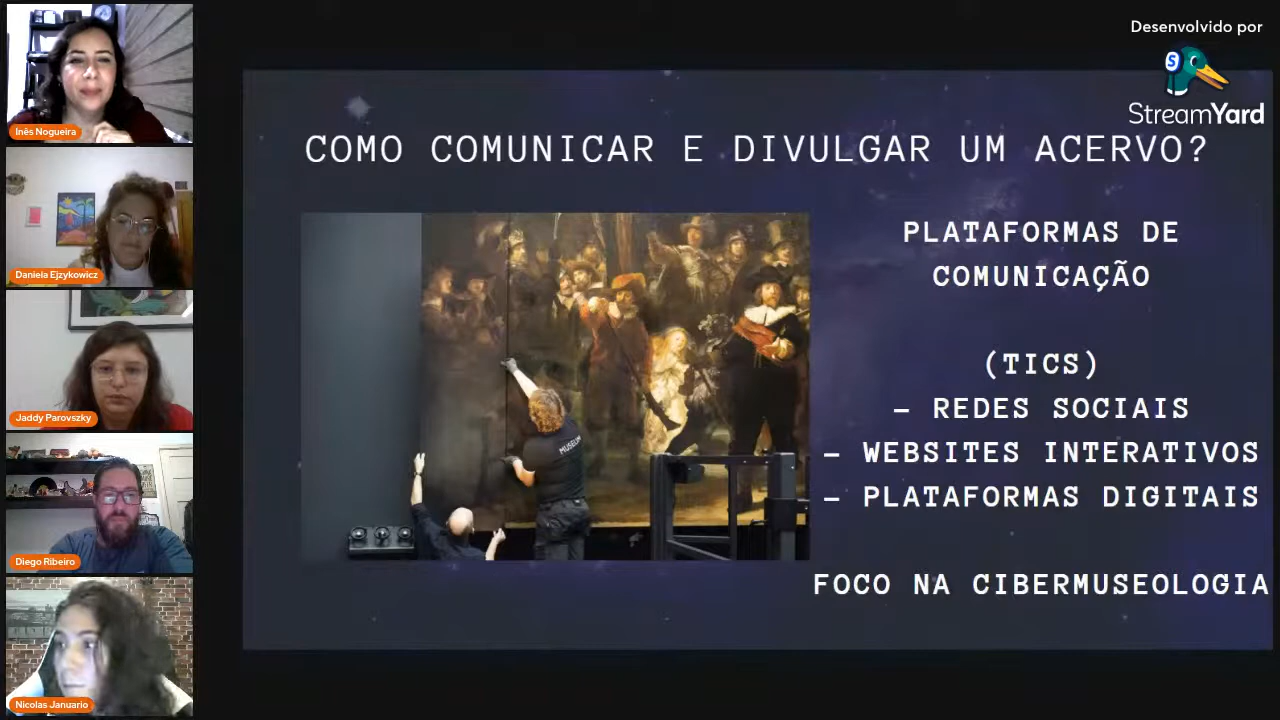 Desenvolvido por
StreamYard
Inês Nogueira
Daniela Ejzykowicz
Jaddy Parovszky
Diego Ribeiro
Nicolas Januario
COMO COMUNICAR E DIVULGAR UM ACERVO?
MUSEUM
PLATAFORMAS DE
COMUNICAÇÃO
(TICS)
– REDES SOCIAIS
– WEBSITES INTERATIVOS
– PLATAFORMAS DIGITAIS
FOCO NA CIBERMUSEOLOGIA